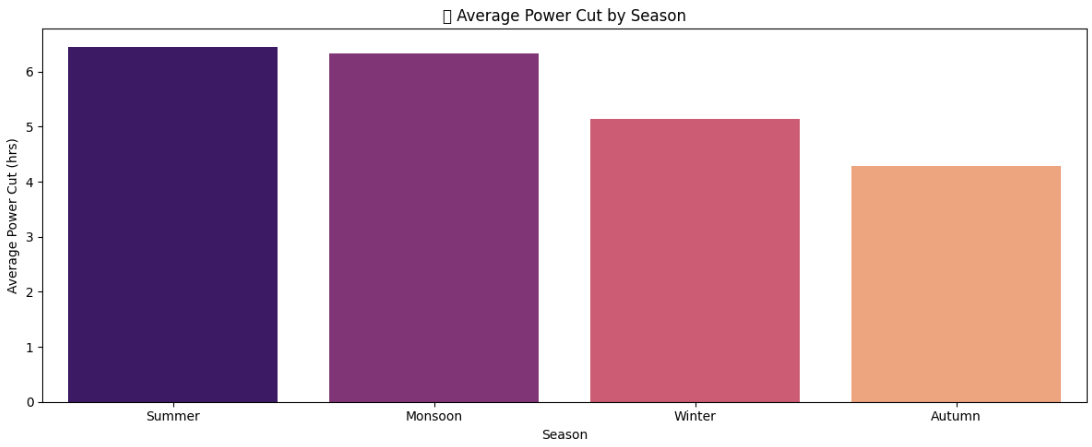 Average Power Cut by Season
Average Power Cut (hrs)
6
5
4
3
2
1
0
Summer Monsoon Winter Autumn
Season